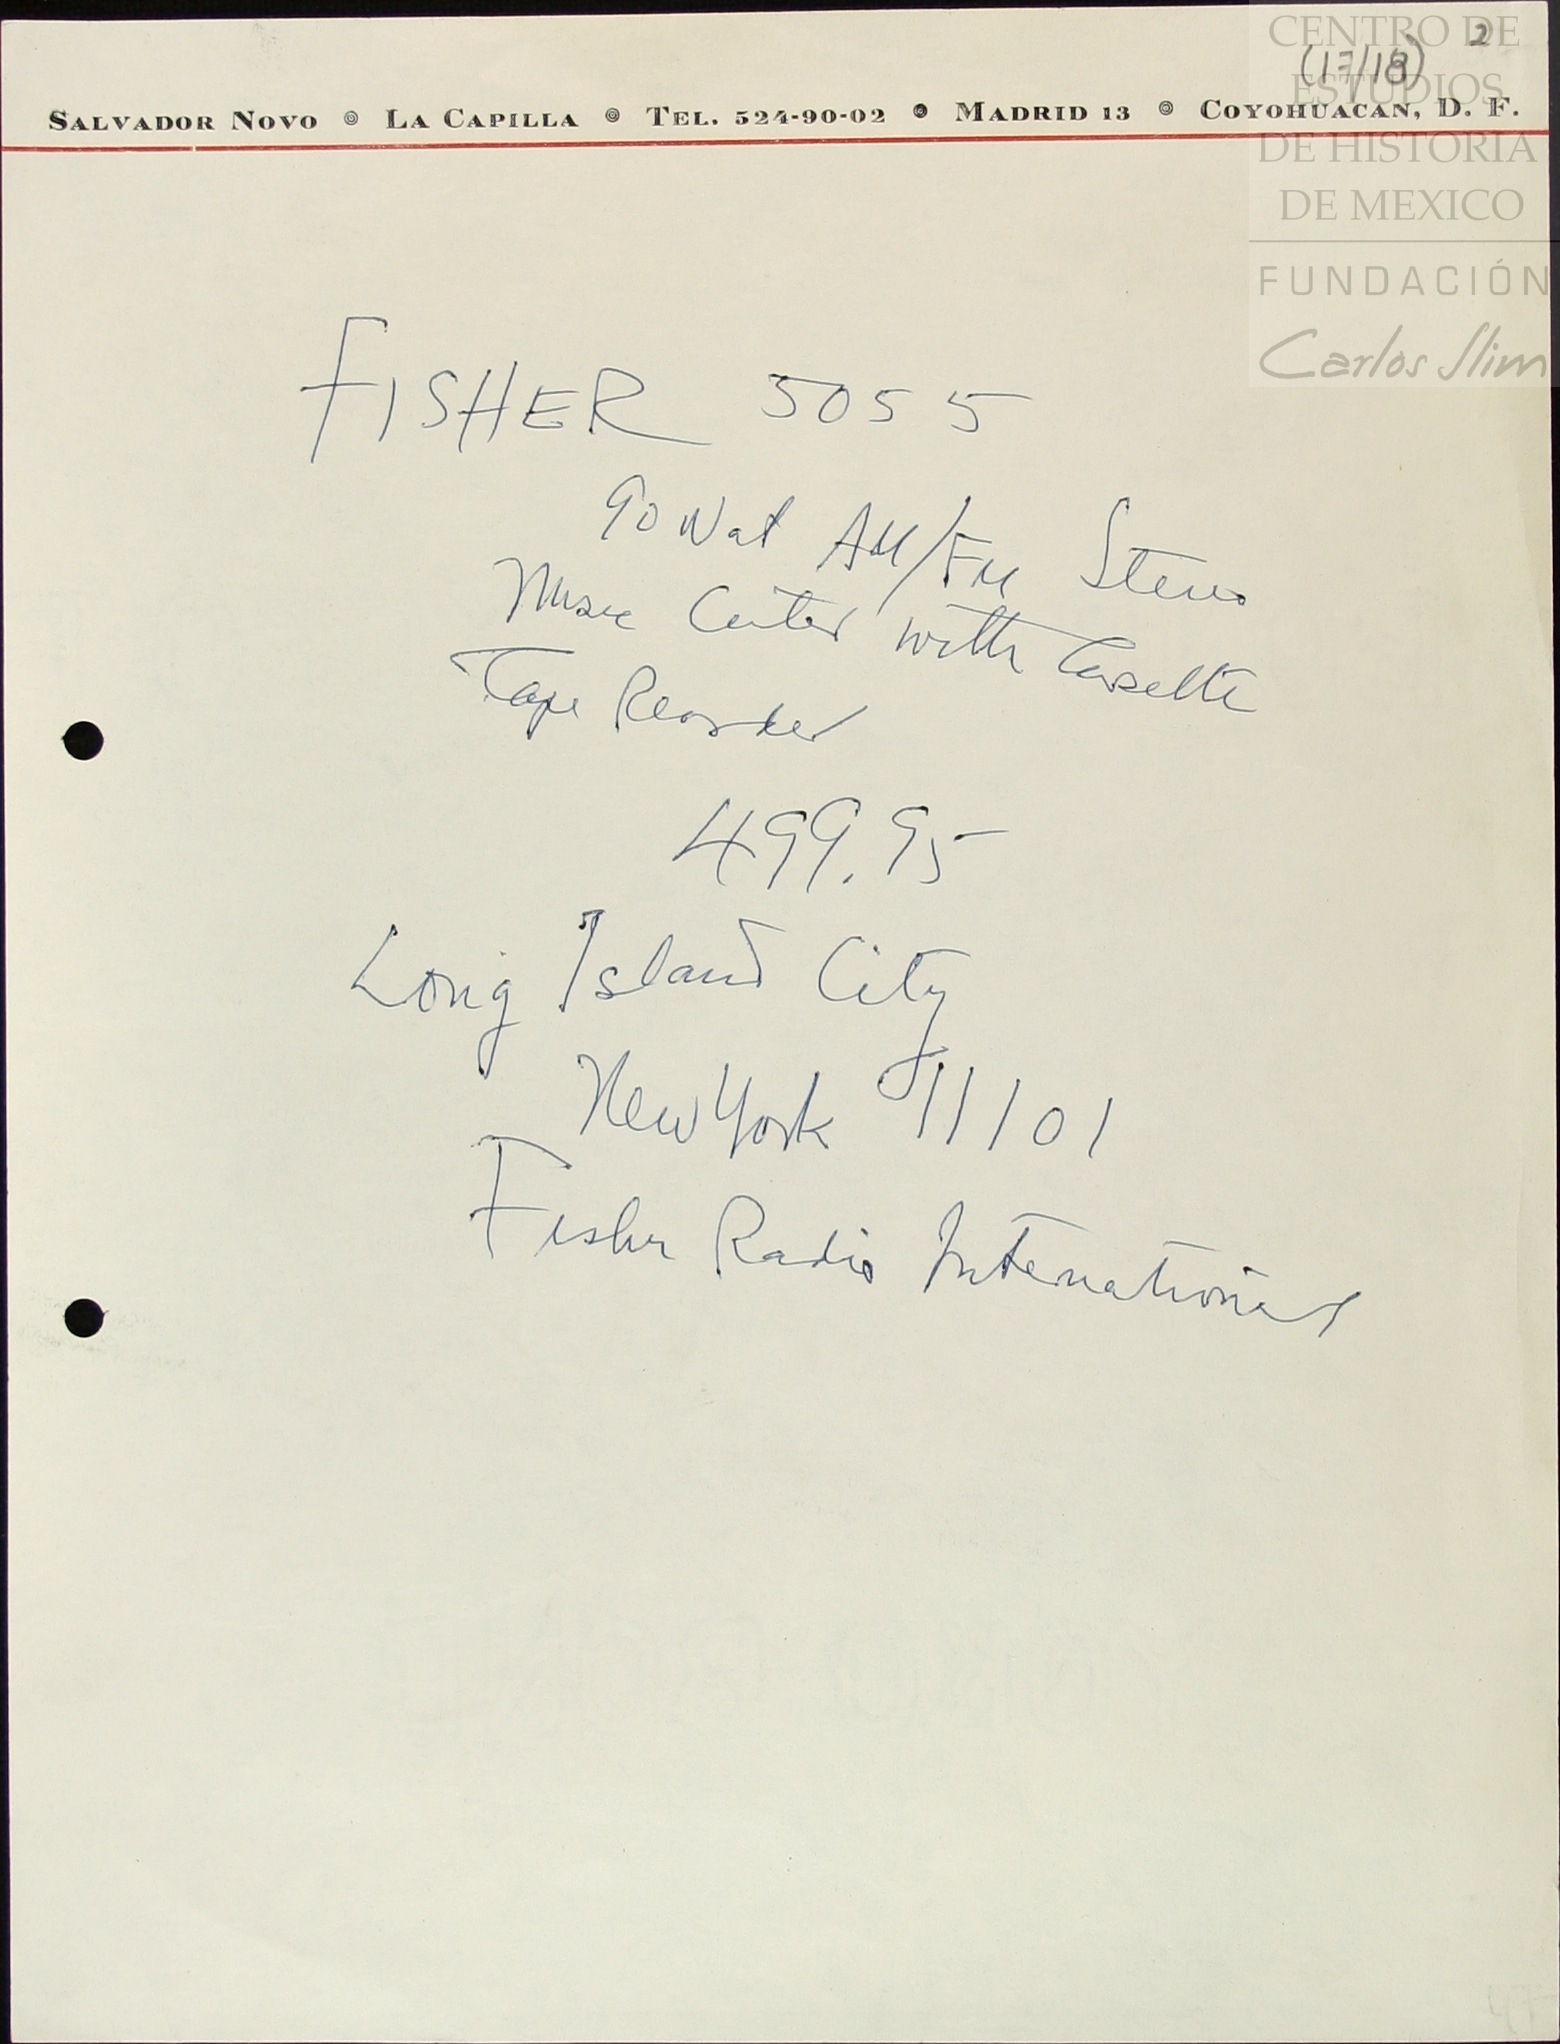 2
(17/18)
SALVADOR NOVO ⊚ LA CAPILLA ⊚ TEL. 524-90-02 ⊚ MADRID 13 ⊚ COYOHUACAN, D. F.
CENTRO DE
ESTUDIOS
DE HISTORIA
DE MEXICO
FUNDACIÓN
Carlos Slim
FISHER 5055
90 Wat AM/FM Stereo
Music Center with Cassette
Tape Recorder
499.95
Long Island City
New York 11101
Fisher Radio International